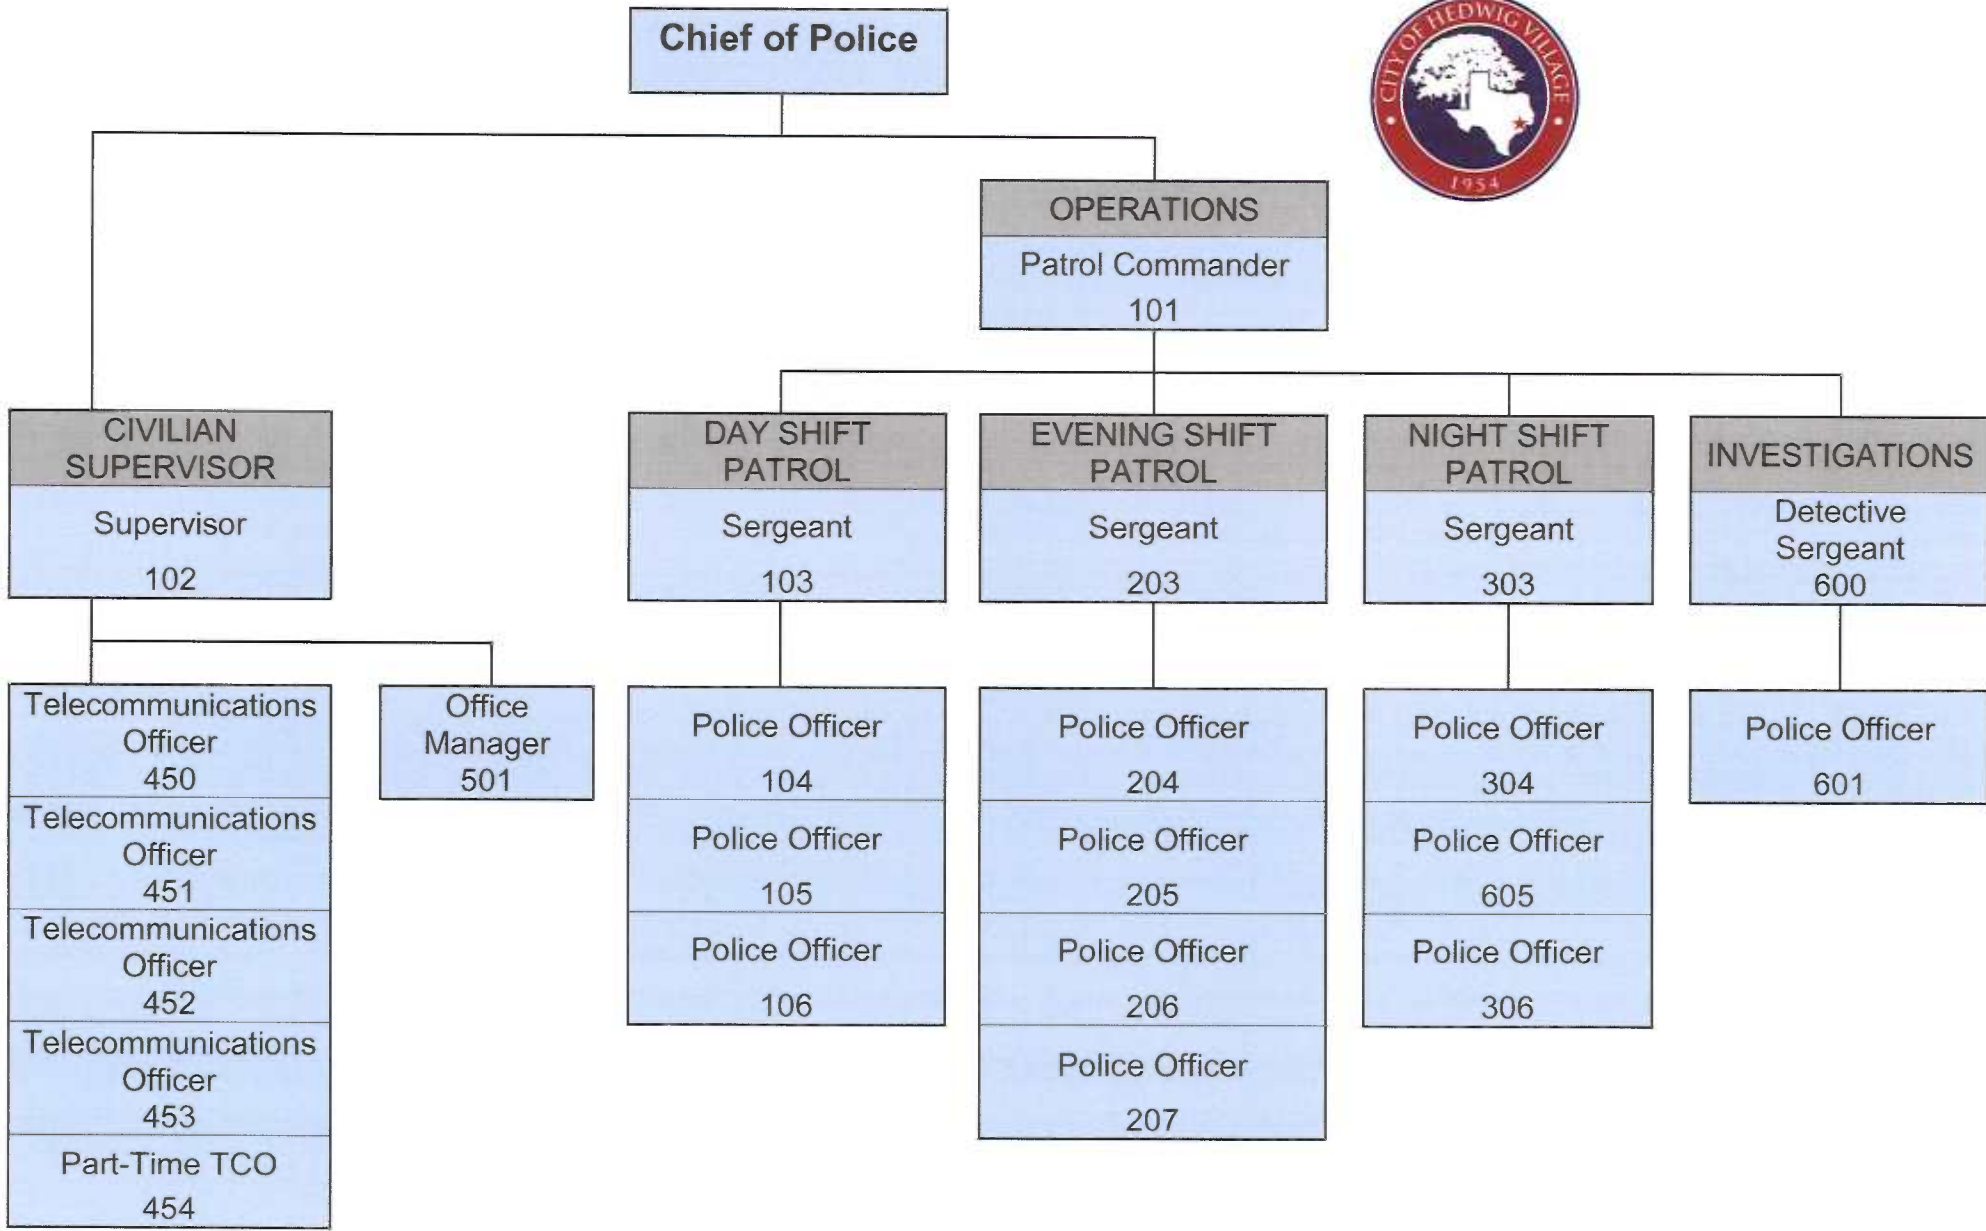 Chief of Police
CITY OF HEDWIG VILLAGE
1954
OPERATIONS
Patrol Commander
101
CIVILIAN
SUPERVISOR
Supervisor
102
DAY SHIFT
PATROL
Sergeant
103
EVENING SHIFT
PATROL
Sergeant
203
NIGHT SHIFT
PATROL
Sergeant
303
INVESTIGATIONS
Detective
Sergeant
600
Telecommunications
Officer
450
Telecommunications
Officer
451
Telecommunications
Officer
452
Telecommunications
Officer
453
Part-Time TCO
454
Office
Manager
501
Police Officer
104
Police Officer
105
Police Officer
106
Police Officer
204
Police Officer
205
Police Officer
206
Police Officer
207
Police Officer
304
Police Officer
605
Police Officer
306
Police Officer
601